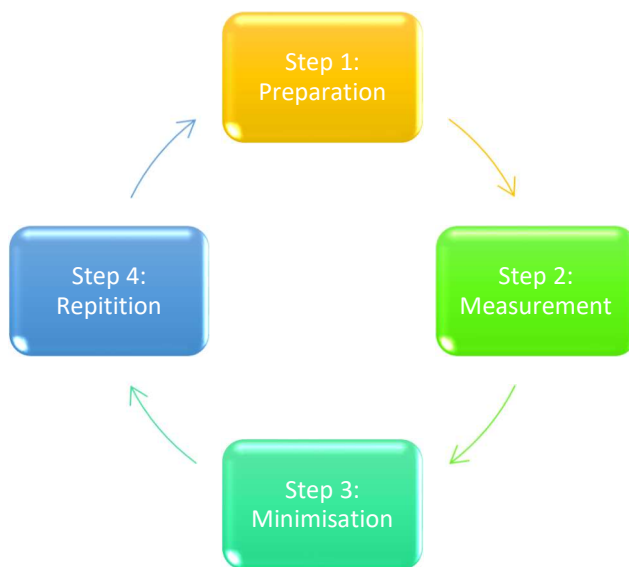 Step 1:
Preparation
Step 2:
Measurement
Step 3:
Minimisation
Step 4:
Repitition